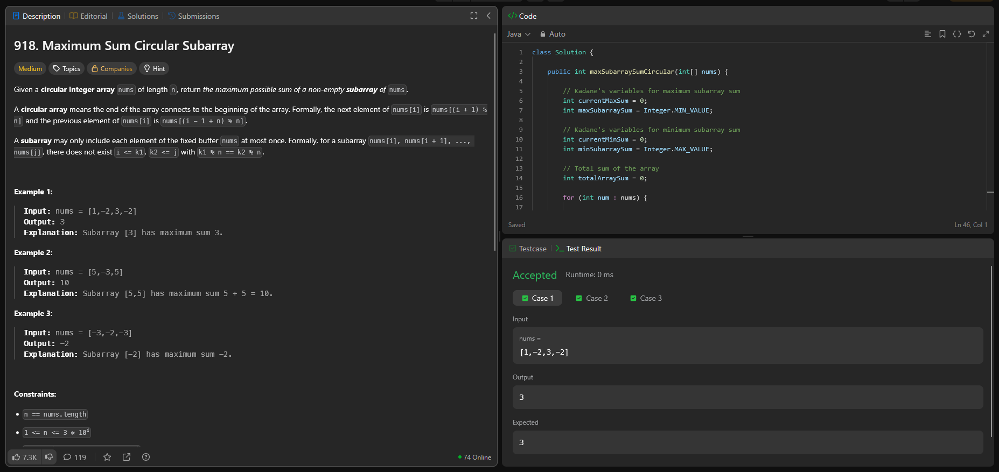 Description Editorial Solutions Submissions
918. Maximum Sum Circular Subarray
Medium Topics Companies Hint
Given a circular integer array nums of length n, return the maximum possible sum of a non-empty subarray of nums.
A circular array means the end of the array connects to the beginning of the array. Formally, the next element of nums[i] is nums[(i + 1) %
n] and the previous element of nums[i] is nums[(i - 1 + n) % n].
A subarray may only include each element of the fixed buffer nums at most once. Formally, for a subarray nums[i], nums[i + 1], ...,
nums[j], there does not exist i <= k1, k2 <= j with k1 % n == k2 % n.
Example 1:
Input: nums = [1,-2,3,-2]
Output: 3
Explanation: Subarray [3] has maximum sum 3.
Example 2:
Input: nums = [5,-3,5]
Output: 10
Explanation: Subarray [5,5] has maximum sum 5 + 5 = 10.
Example 3:
Input: nums = [-3,-2,-3]
Output: -2
Explanation: Subarray [-2] has maximum sum -2.
Constraints:
• n == nums.length
• 1 <= n <= 3 * 10⁴
7.3K 119 74 Online
</> Code
Java Auto
1 class Solution {
2
3 public int maxSubarraySumCircular(int[] nums) {
4
5 // Kadane's variables for maximum subarray sum
6 int currentMaxSum = 0;
7 int maxSubarraySum = Integer.MIN_VALUE;
8
9 // Kadane's variables for minimum subarray sum
10 int currentMinSum = 0;
11 int minSubarraySum = Integer.MAX_VALUE;
12
13 // Total sum of the array
14 int totalArraySum = 0;
15
16 for (int num : nums) {
17
Saved Ln 46, Col 1
Testcase >_ Test Result
Accepted Runtime: 0 ms
Case 1 Case 2 Case 3
Input
nums =
[1,-2,3,-2]
Output
3
Expected
3